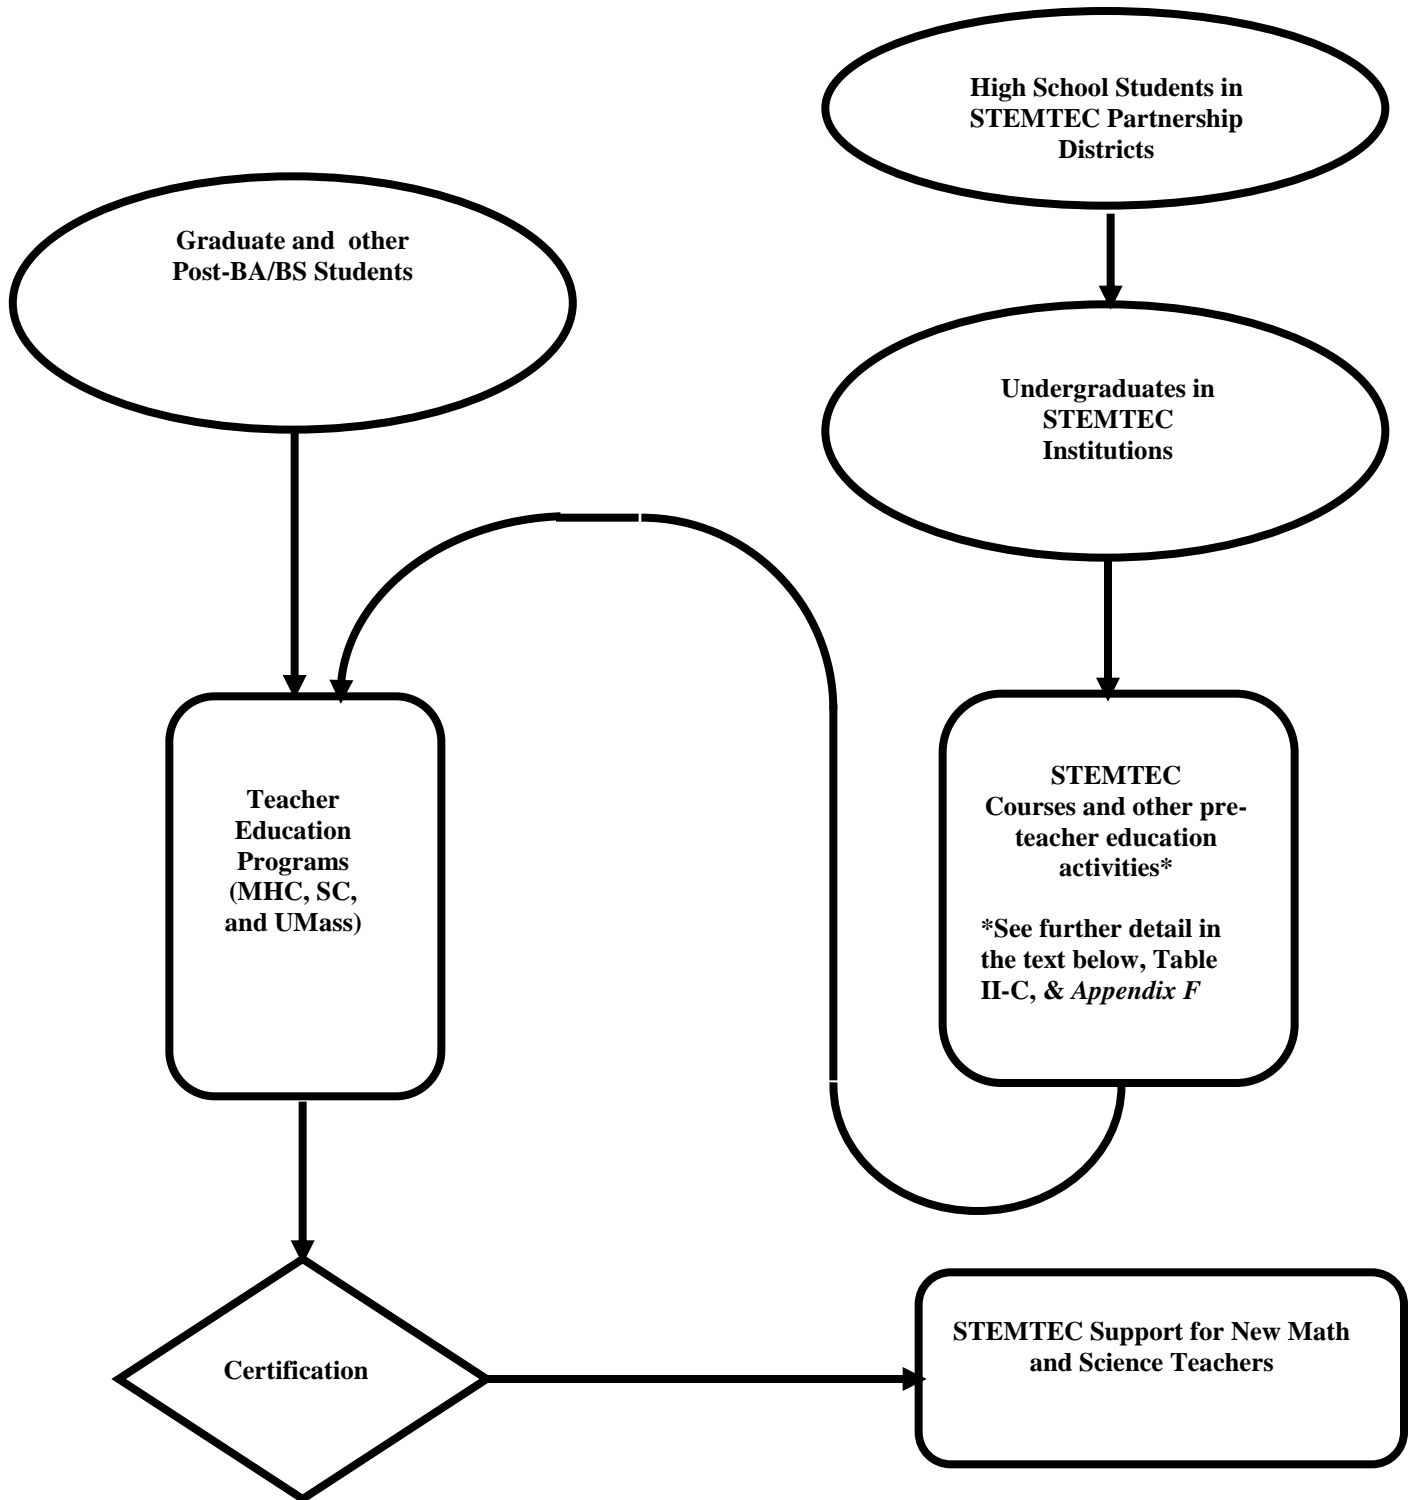 High School Students in
STEMTEC Partnership
Districts
Graduate and other
Post-BA/BS Students
Undergraduates in
STEMTEC
Institutions
Teacher
Education
Programs
(MHC, SC,
and UMass)
STEMTEC
Courses and other pre-
teacher education
activities*
*See further detail in
the text below, Table
II-C, & Appendix F
Certification
STEMTEC Support for New Math
and Science Teachers